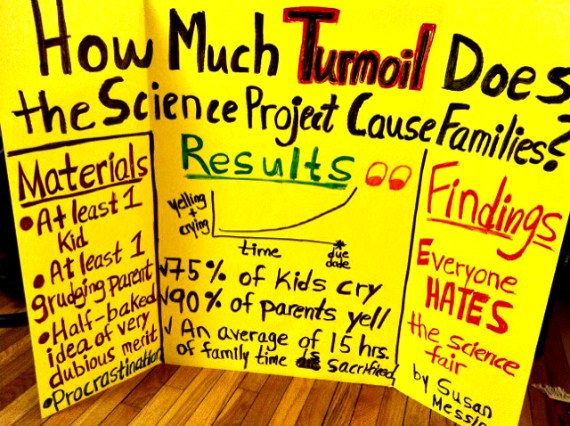 How Much Turmoil Does
the Science Project Cause Families?
Materials
• At least 1
Kid
• At least 1
grudging parent
• Half-baked
idea of very
dubious merit
• Procrastination
Results
yelling
+
crying
time
*
due
date
√75% of Kids cry
√90% of parents yell
√ An average of 15 hrs.
of family time is sacrificed
Findings
Everyone
HATES
the science
fair
by Susan
Messin